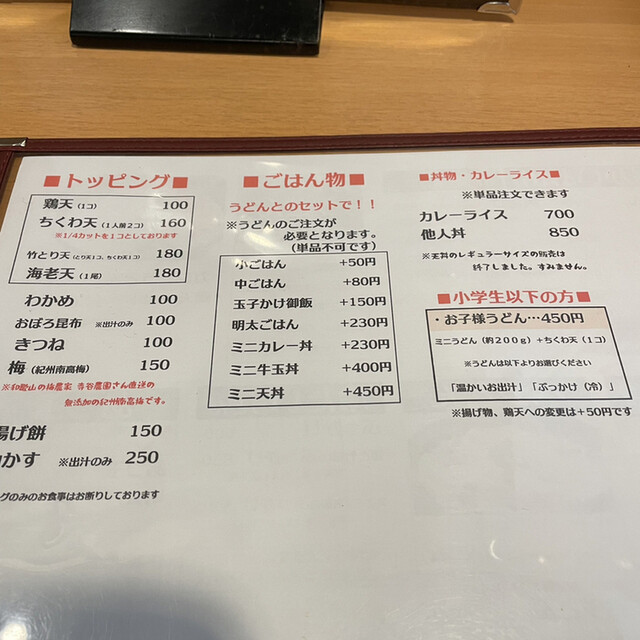 ■トッピング■
鶏天(1コ) 100
ちくわ天(1人前2コ) 160
※1/4カットを1コとしております
竹とり天(とり天1コ、ちくわ天1コ) 180
海老天(1尾) 180
わかめ 100
おぼろ昆布 ※出汁のみ 100
きつね 100
梅(紀州南高梅) 150
※和歌山の梅農家 寺谷農園さん直送の
無添加の紀州南高梅です。
揚げ餅 150
かす ※出汁のみ 250
グのみのお食事はお断りしております
■ごはん物■
うどんとのセットで!!
※うどんのご注文が
必要となります。
(単品不可です)
小ごはん +50円
中ごはん +80円
玉子かけ御飯 +150円
明太ごはん +230円
ミニカレー丼 +230円
ミニ牛玉丼 +400円
ミニ天丼 +450円
■丼物・カレーライス■
※単品注文できます
カレーライス 700
他人丼 850
※天丼のレギュラーサイズの販売は
終了しました。すみません。
■小学生以下の方■
・お子様うどん…450円
ミニうどん(約200g)+ちくわ天(1コ)
※うどんは以下よりお選びください
「温かいお出汁」「ぶっかけ(冷)」
※揚げ物、鶏天への変更は+50円です